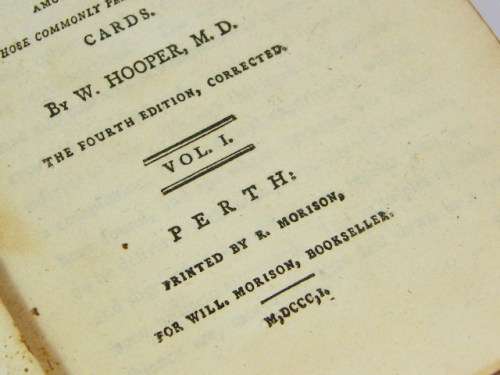 AMO
HOSE COMMONLY PE
CARDS.
BY W. HOOPER, M. D.
THE FOURTH EDITION, CORRECTED.
VOL. I.
PERTH:
PRINTED BY R. MORISON,
FOR WILL. MORISON, BOOKSELLER.
M,DCCC,I.